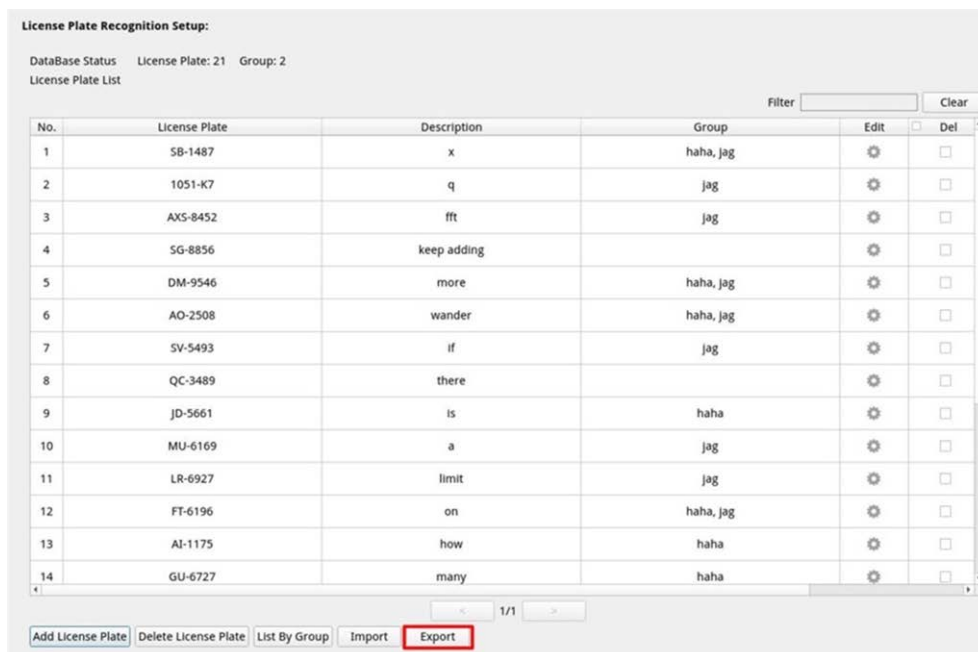 License Plate Recognition Setup:
DataBase Status License Plate: 21 Group: 2
License Plate List
Filter Clear
No. License Plate Description Group Edit Del
1 SB-1487 x haha, jag
2 1051-K7 q jag
3 AXS-8452 fft jag
4 SG-8856 keep adding
5 DM-9546 more haha, jag
6 AO-2508 wander haha, jag
7 SV-5493 if jag
8 QC-3489 there
9 JD-5661 is haha
10 MU-6169 a jag
11 LR-6927 limit jag
12 FT-6196 on haha, jag
13 AI-1175 how haha
14 GU-6727 many haha
< 1/1 >
Add License Plate Delete License Plate List By Group Import Export